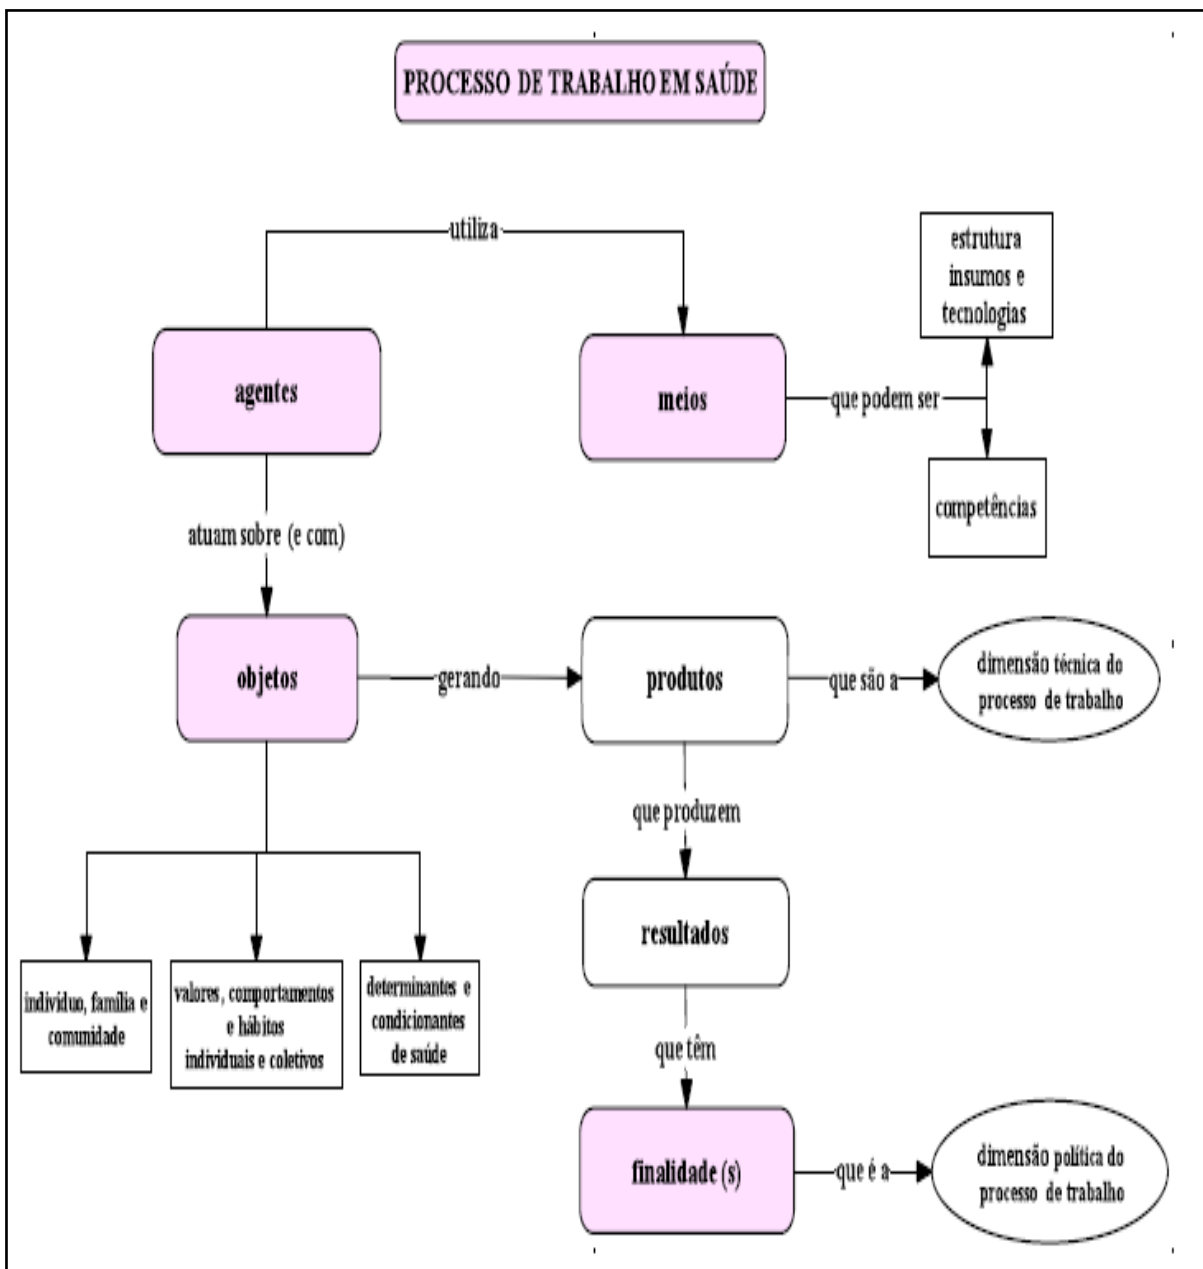 PROCESSO DE TRABALHO EM SAÚDE
utiliza
estrutura
insumos e
tecnologias
agentes
meios
que podem ser
competências
atuam sobre (e com)
objetos
gerando
produtos
que são a
dimensão técnica do
processo de trabalho
que produzem
resultados
indivíduo, família e
comunidade
valores, comportamentos
e hábitos
individuais e coletivos
determinantes e
condicionantes
de saúde
que têm
finalidade (s)
que é a
dimensão política do
processo de trabalho